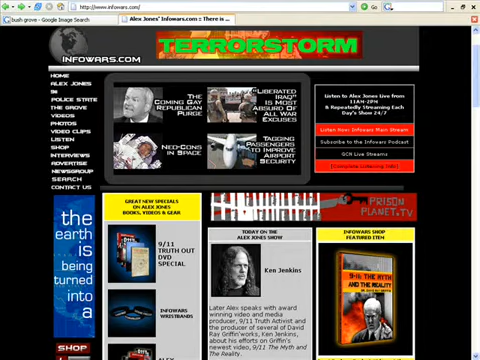 http://www.infowars.com/
Go
bush grove - Google Image Search
Alex Jones' Infowars.com :: There is ...
INFOWARS.COM
TERRORSTORM
HOME
ALEX JONES
911
POLICE STATE
THE GROVE
VIDEOS
PHOTOS
VIDEO CLIPS
LISTEN
SHOP
INTERVIEWS
ADVERTISE
NEWSGROUP
SEARCH
CONTACT US
THE
COMING GAY
REPUBLICAN
PURGE
"LIBERATED
IRAQ"
IS MOST
ABSURD OF
ALL WAR
EXCUSES
NEO-CONS
IN SPACE
TAGGING
PASSENGERS
TO IMPROVE
AIRPORT
SECURITY
Listen to Alex Jones Live from
11AM-2PM
& Repeatedly Streaming Each
Day's Show 24/7
Listen Now: Infowars Main Stream
Subscribe to the Infowars Podcast
GCN Live Streams
[Complete Listening Info]
the
earth
is
being
turned
into
a
SHOP
GREAT NEW SPECIALS
ON ALEX JONES
BOOKS, VIDEOS & GEAR
9/11
TRUTH OUT
DVD
SPECIAL
INFOWARS
WRISTBANDS
ALEX
PRISON
PLANET.TV
TODAY ON THE
ALEX JONES SHOW
Ken Jenkins
Later Alex speaks with award
winning video and media
producer, 9/11 Truth Activist and
the producer of several of David
Ray Griffin'works, Ken Jenkins,
about his efforts on Griffin's
newest video, 9/11 The Myth and
The Reality.
INFOWARS SHOP
FEATURED ITEM
9/11: THE MYTH
AND THE REALITY